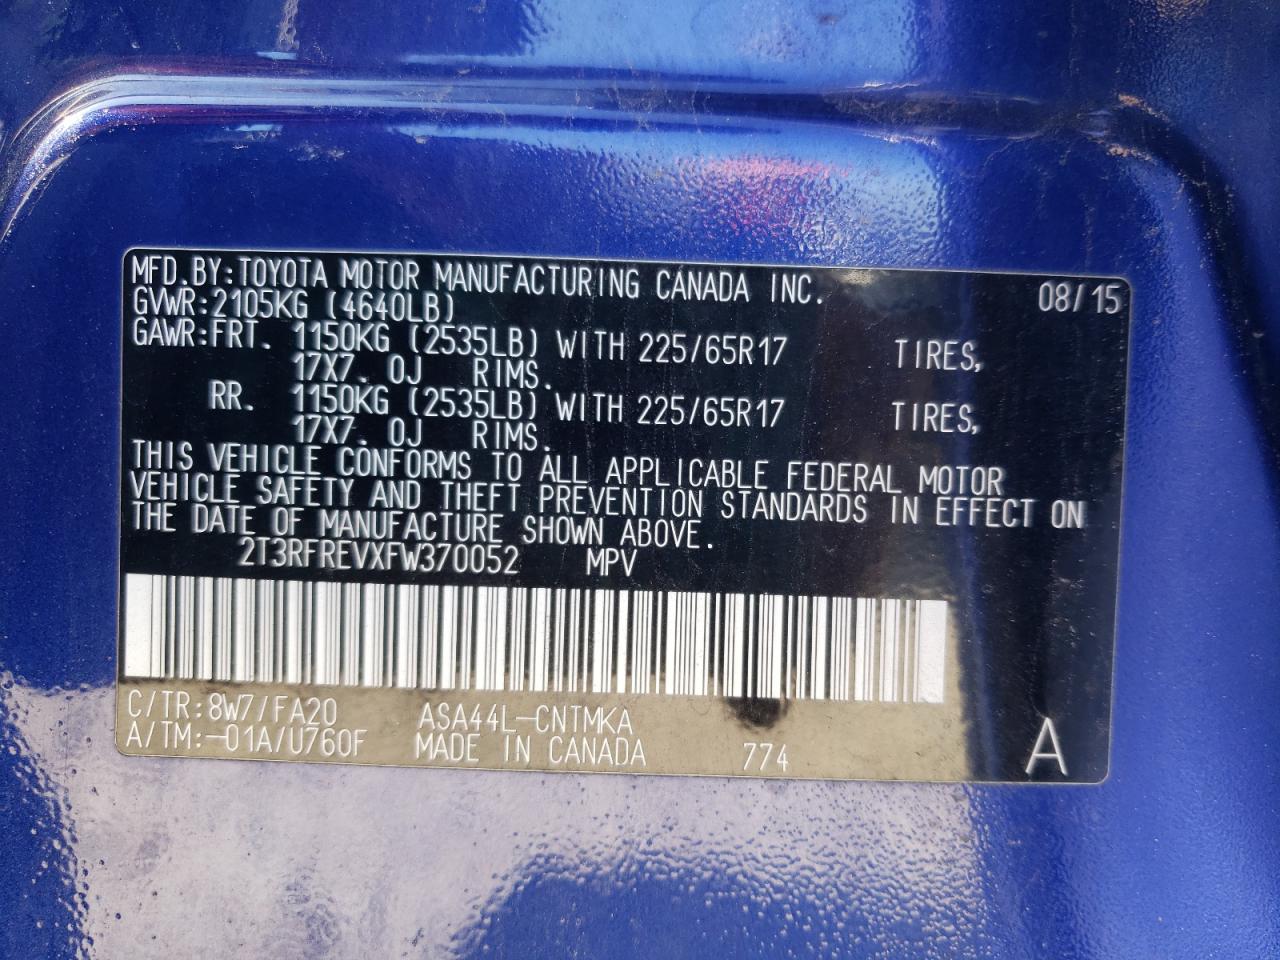 MFD.BY:TOYOTA MOTOR MANUFACTURING CANADA INC. 08/15
GVWR:2105KG (4640LB)
GAWR:FRT. 1150KG (2535LB) WITH 225/65R17 TIRES,
17X7.0J RIMS.
RR. 1150KG (2535LB) WITH 225/65R17 TIRES,
17X7.0J RIMS.
THIS VEHICLE CONFORMS TO ALL APPLICABLE FEDERAL MOTOR
VEHICLE SAFETY AND THEFT PREVENTION STANDARDS IN EFFECT ON
THE DATE OF MANUFACTURE SHOWN ABOVE.
2T3RFREVXFW370052 MPV
C/TR:8W7/FA20 ASA44L-CNTMKA
A/TM:-01A/U760F MADE IN CANADA 774 A